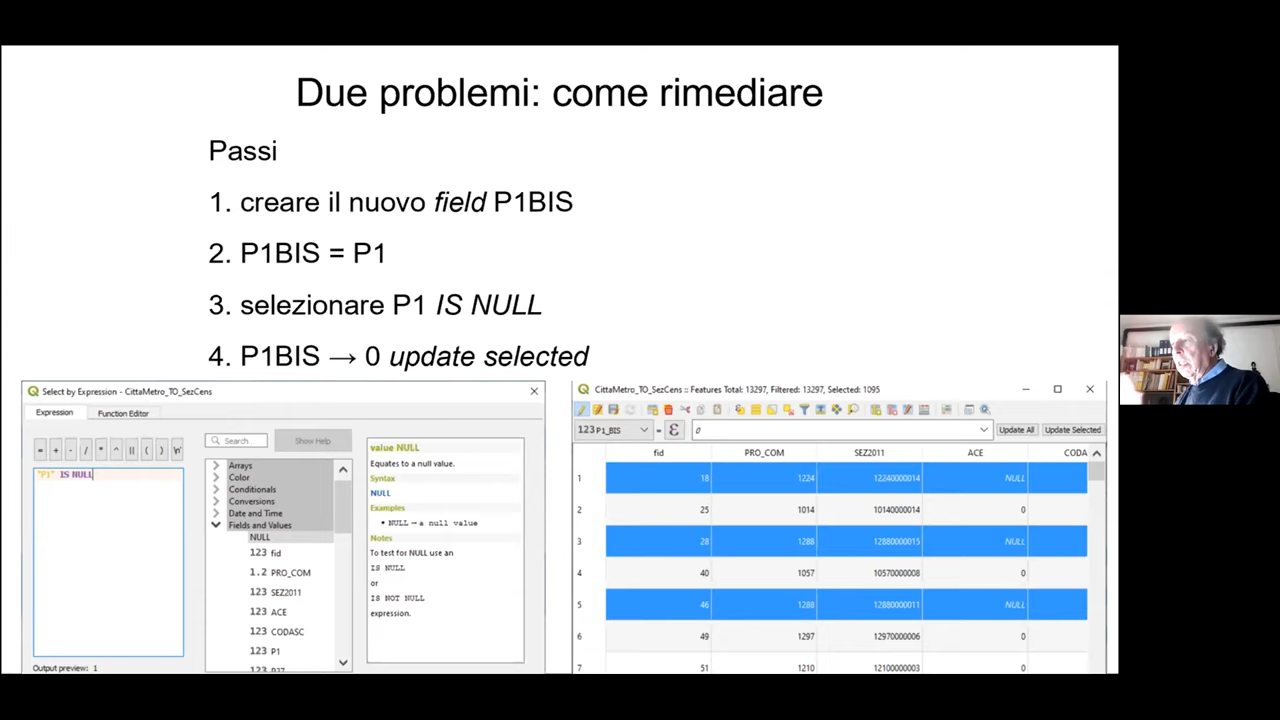 Due problemi: come rimediare
Passi
1. creare il nuovo field P1BIS
2. P1BIS = P1
3. selezionare P1 IS NULL
4. P1BIS → 0 update selected
Select by Expression - CittaMetro_TO_SezCens
Expression
Function Editor
= + - / * ^ || ( ) '\n'
"P1" IS NULL
Output preview: 1
Search...
Show Help
Arrays
Color
Conditionals
Conversions
Date and Time
Fields and Values
NULL
123 fid
1.2 PRO_COM
123 SEZ2011
123 ACE
123 CODASC
123 P1
value NULL
Equates to a null value.
Syntax
NULL
Examples
• NULL → a null value
Notes
To test for NULL use an
IS NULL
or
IS NOT NULL
expression.
CittaMetro_TO_SezCens :: Features Total: 13297, Filtered: 13297, Selected: 1095
123 P1_BIS = ε 0 Update All Update Selected
fid PRO_COM SEZ2011 ACE CODA
1 18 1224 12240000014 NULL
2 25 1014 10140000014 0
3 28 1288 12880000015 NULL
4 40 1057 10570000008 0
5 46 1288 12880000011 NULL
6 49 1297 12970000006 0
7 51 1210 12100000003 0